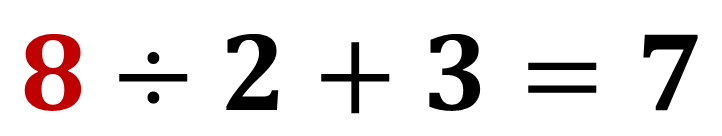 8 ÷ 2 + 3 = 7